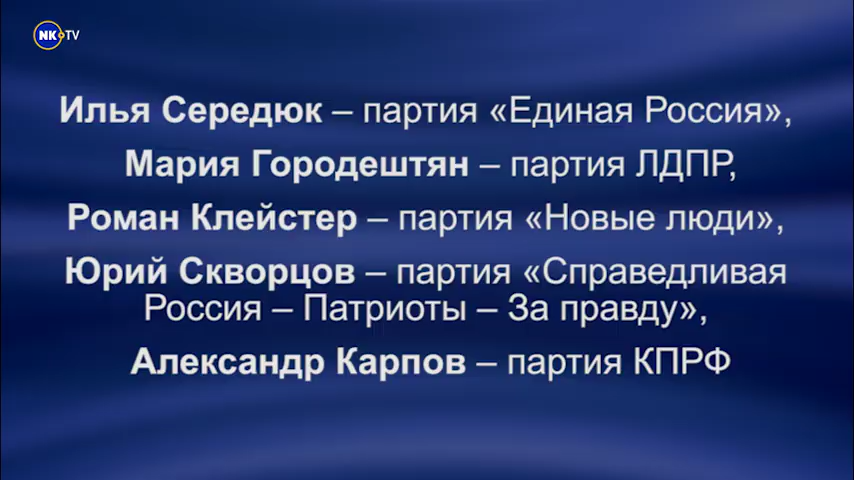 NK TV
Илья Середюк – партия «Единая Россия»,
Мария Городештян – партия ЛДПР,
Роман Клейстер – партия «Новые люди»,
Юрий Скворцов – партия «Справедливая
Россия – Патриоты – За правду»,
Александр Карпов – партия КПРФ